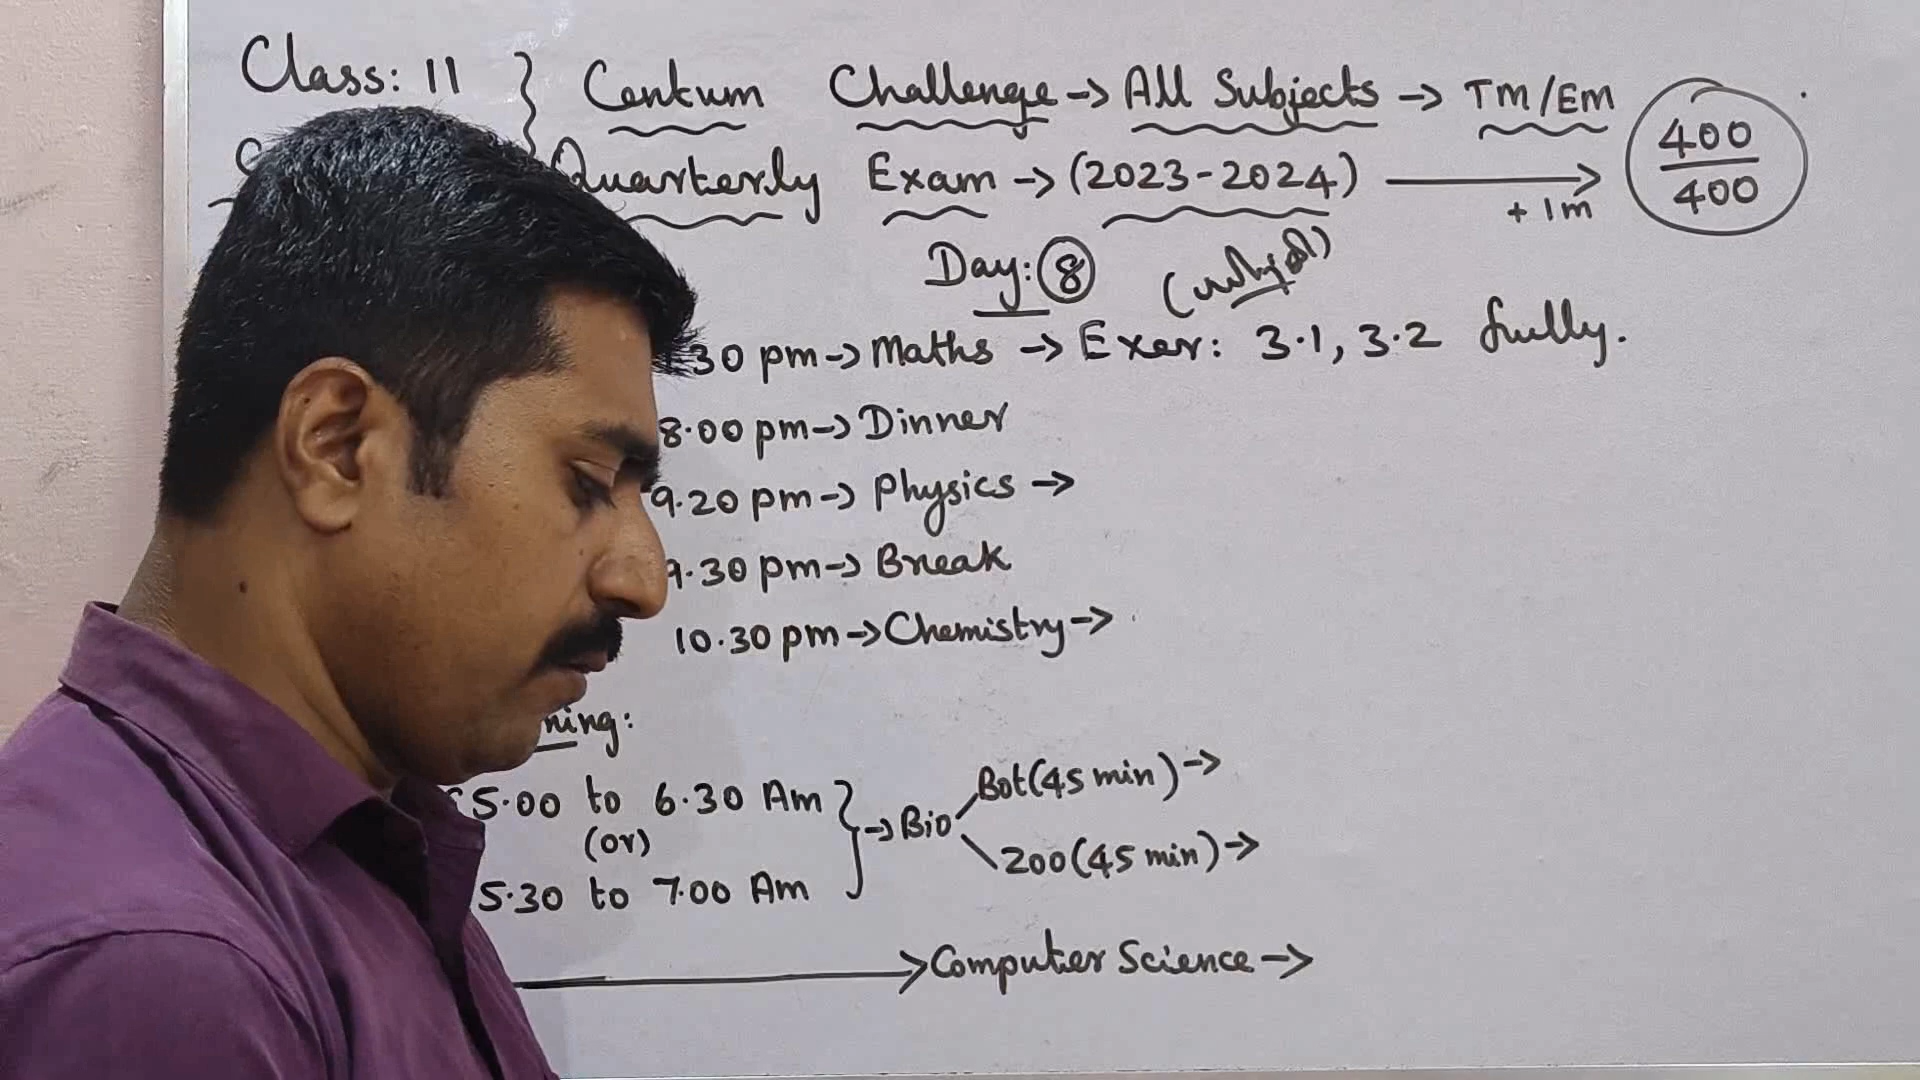 Class: 11 } Centum Challenge -> All Subjects -> TM/EM
Quarterly Exam -> (2023-2024) -> +1m 400/400
Day: 8
30 pm -> Maths -> Exer: 3.1, 3.2 fully.
8.00 pm -> Dinner
9.20 pm -> Physics ->
9.30 pm -> Break
10.30 pm -> Chemistry ->
ning:
5.00 to 6.30 Am } -> Bio
(or)
5.30 to 7.00 Am
Bot (45 min) ->
Zoo (45 min) ->
-> Computer Science ->